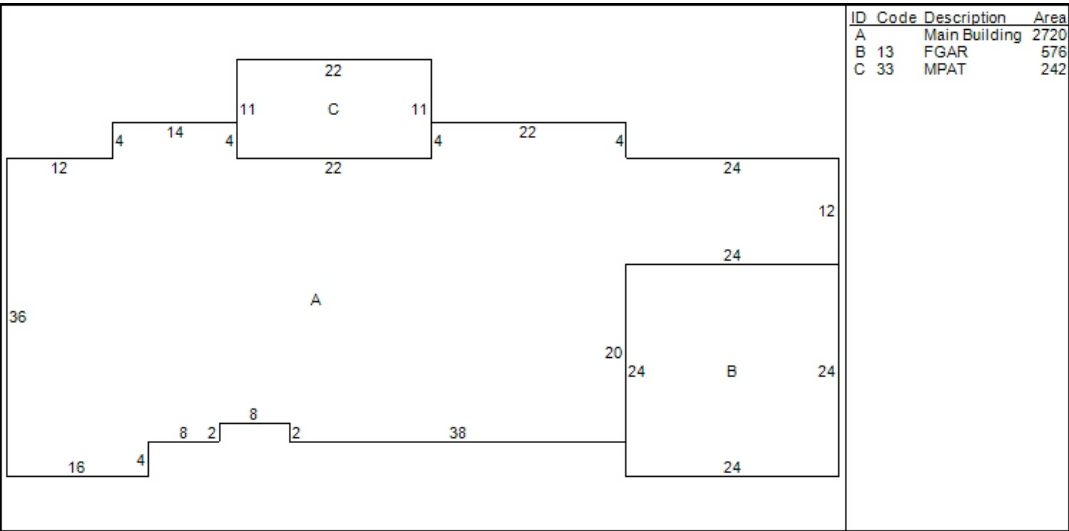 ID Code Description Area
A Main Building 2720
B 13 FGAR 576
C 33 MPAT 242
22
11 C 11
14 22
4 4 4 4
12 22 24
12
24
A
36
20
24 B 24
8
8 2 2 38
16 4 24